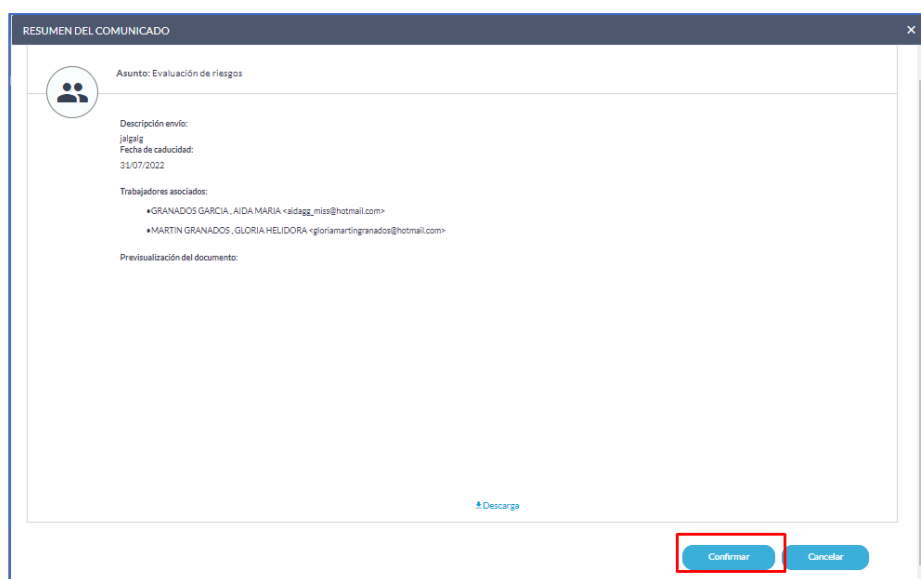 RESUMEN DEL COMUNICADO
Asunto: Evaluación de riesgos
Descripción envío:
jalgalg
Fecha de caducidad:
31/07/2022
Trabajadores asociados:
•GRANADOS GARCIA , AIDA MARIA <aidagg_miss@hotmail.com>
•MARTIN GRANADOS , GLORIA HELIDORA <gloriamartingranados@hotmail.com>
Previsualización del documento:
Descarga
Confirmar Cancelar